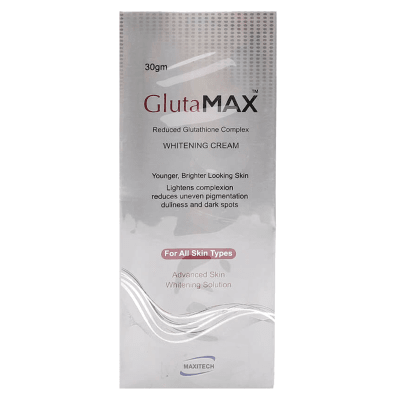 30gm
GlutaMAX™
Reduced Glutathione Complex
WHITENING CREAM
Younger, Brighter Looking Skin
Lightens complexion
reduces uneven pigmentation
dullness and dark spots
For All Skin Types
Advanced Skin
Whitening Solution
MAXITECH